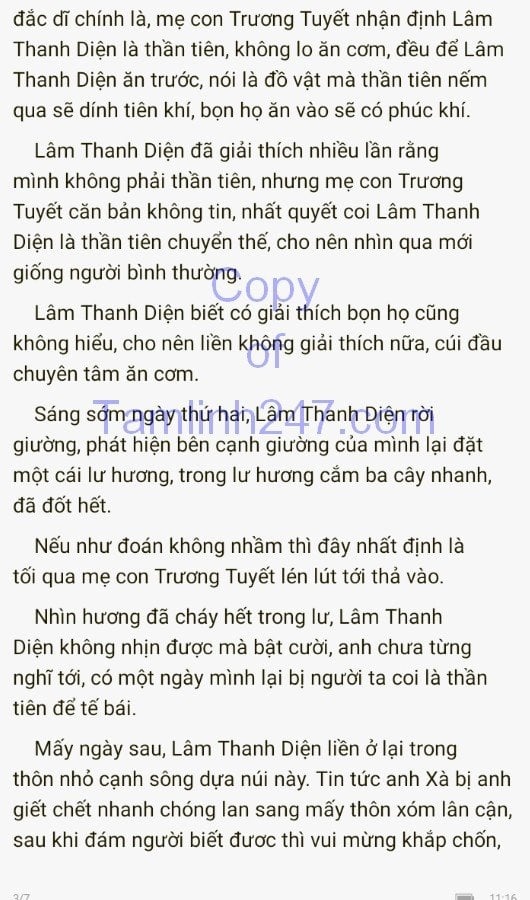 đắc dĩ chính là, mẹ con Trương Tuyết nhận định Lâm
Thanh Diện là thần tiên, không lo ăn cơm, đều để Lâm
Thanh Diện ăn trước, nói là đồ vật mà thần tiên nếm
qua sẽ dính tiên khí, bọn họ ăn vào sẽ có phúc khí.
Lâm Thanh Diện đã giải thích nhiều lần rằng
mình không phải thần tiên, nhưng mẹ con Trương
Tuyết căn bản không tin, nhất quyết coi Lâm Thanh
Diện là thần tiên chuyển thế, cho nên nhìn qua mới
giống người bình thường.
Copy
Lâm Thanh Diện biết có giải thích bọn họ cũng
không hiểu, cho nên liền không giải thích nữa, cúi đầu
of
chuyên tâm ăn cơm.
Sáng sớm ngày thứ hai, Lâm Thanh Diện rời
Tamlinh247.com
giường, phát hiện bên cạnh giường của mình lại đặt
một cái lư hương, trong lư hương cắm ba cây nhanh,
đã đốt hết.
Nếu như đoán không nhầm thì đây nhất định là
tối qua mẹ con Trương Tuyết lén lút tới thả vào.
Nhìn hương đã cháy hết trong lư, Lâm Thanh
Diện không nhịn được mà bật cười, anh chưa từng
nghĩ tới, có một ngày mình lại bị người ta coi là thần
tiên để tế bái.
Mấy ngày sau, Lâm Thanh Diện liền ở lại trong
thôn nhỏ cạnh sông dựa núi này. Tin tức anh Xà bị anh
giết chết nhanh chóng lan sang mấy thôn xóm lân cận,
sau khi đám người biết được thì vui mừng khắp chốn,
3/7
11:16